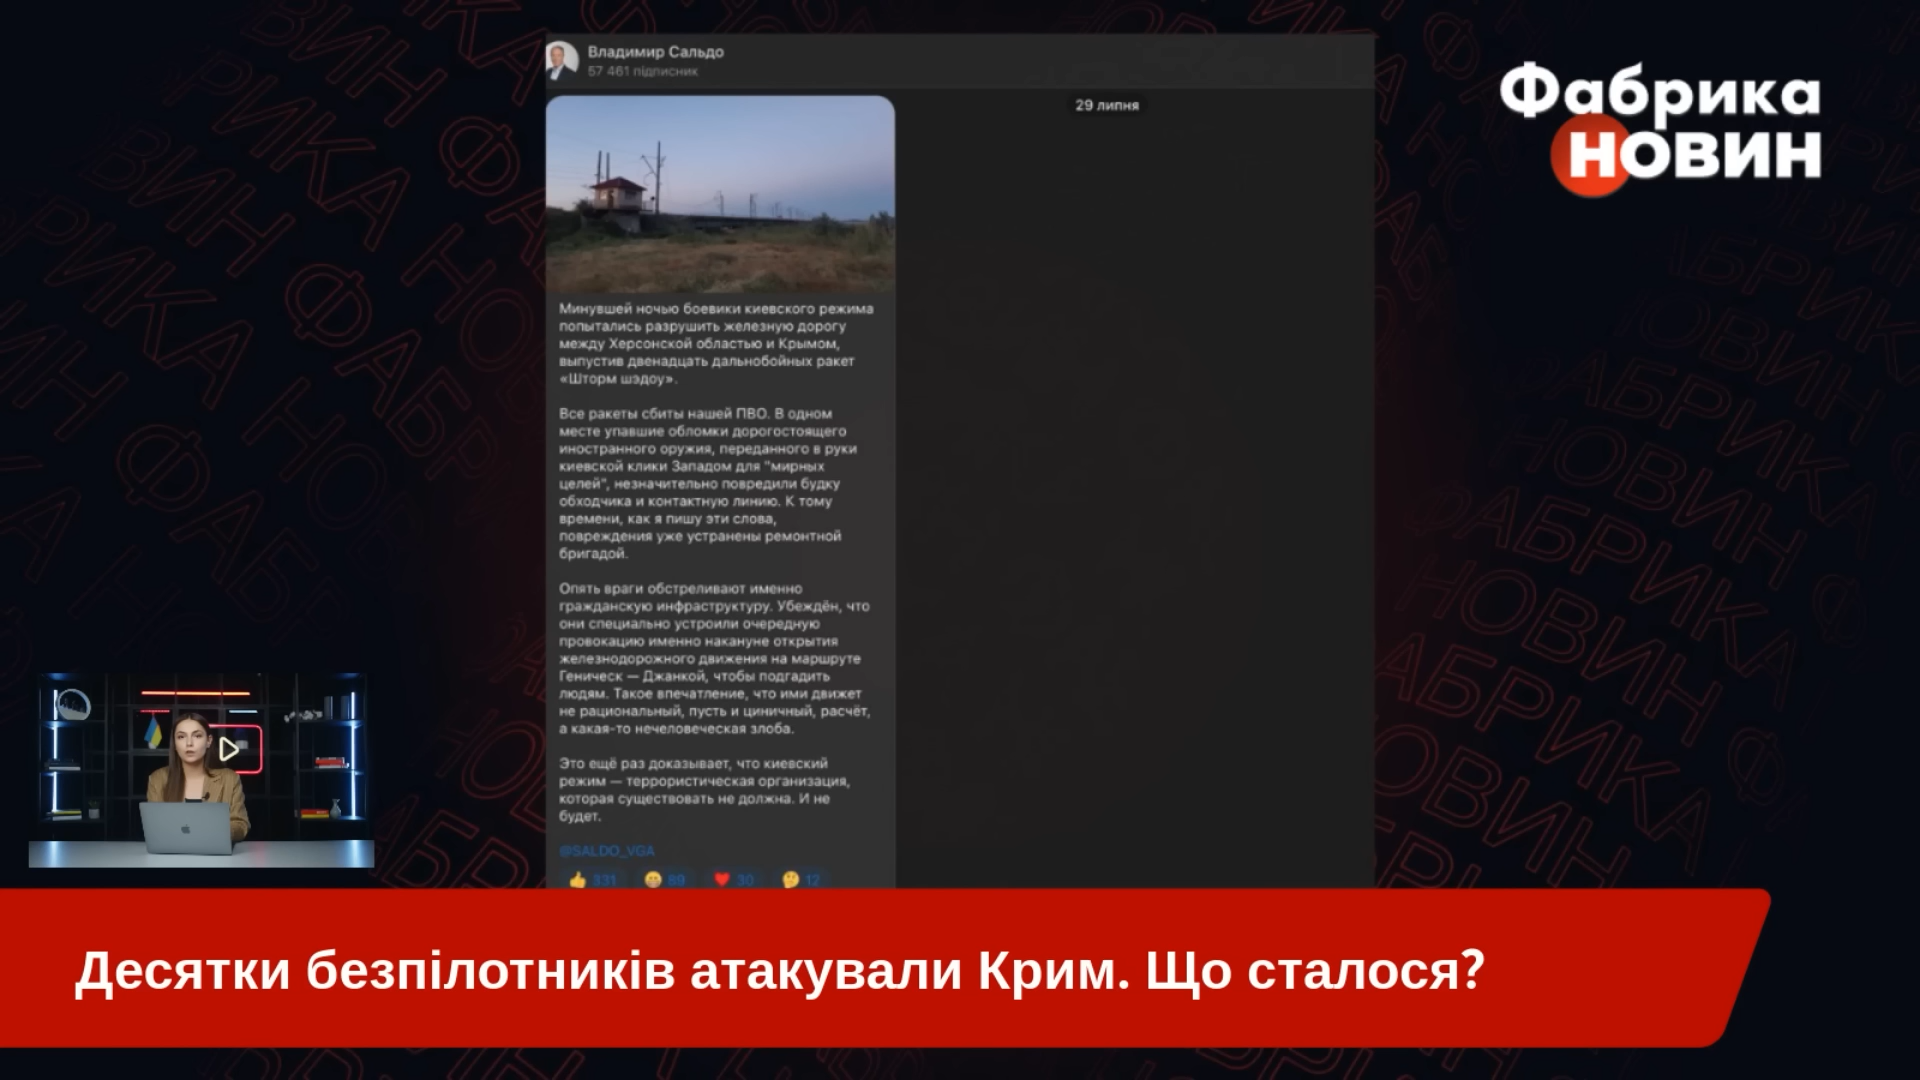 Владимир Сальдо
57 461 підписник
29 липня
Фабрика
новин
Минувшей ночью боевики киевского режима
попытались разрушить железную дорогу
между Херсонской областью и Крымом,
выпустив двенадцать дальнобойных ракет
«Шторм шэдоу».
Все ракеты сбиты нашей ПВО. В одном
месте упавшие обломки дорогостоящего
иностранного оружия, переданного в руки
киевской клики Западом для "мирных
целей", незначительно повредили будку
обходчика и контактную линию. К тому
времени, как я пишу эти слова,
повреждения уже устранены ремонтной
бригадой.
Опять враги обстреливают именно
гражданскую инфраструктуру. Убеждён, что
они специально устроили очередную
провокацию именно накануне открытия
железнодорожного движения на маршруте
Геническ — Джанкой, чтобы подгадить
людям. Такое впечатление, что ими движет
не рациональный, пусть и циничный, расчёт,
а какая-то нечеловеческая злоба.
Это ещё раз доказывает, что киевский
режим — террористическая организация,
которая существовать не должна. И не
будет.
@SALDO_VGA
331 89 30 12
Десятки безпілотників атакували Крим. Що сталося?